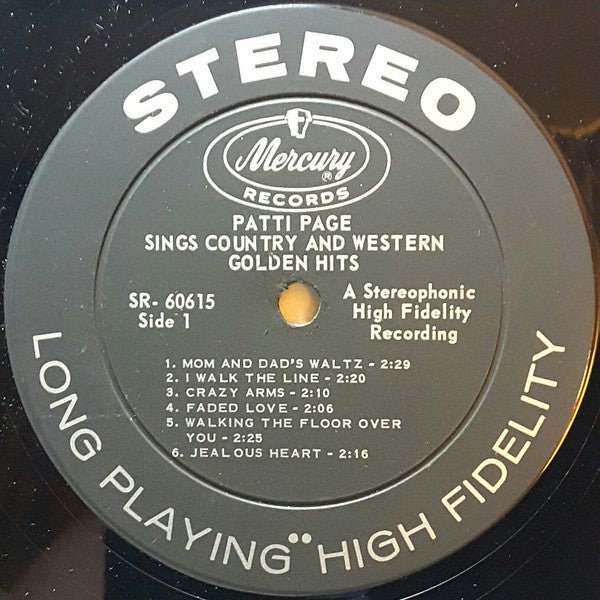 STEREO
Mercury
®
RECORDS
PATTI PAGE
SINGS COUNTRY AND WESTERN
GOLDEN HITS
SR- 60615
Side 1
A Stereophonic
High Fidelity
Recording
1. MOM AND DAD'S WALTZ - 2:29
2. I WALK THE LINE - 2:20
3. CRAZY ARMS - 2:10
4. FADED LOVE - 2:06
5. WALKING THE FLOOR OVER
YOU - 2:25
6. JEALOUS HEART - 2:16
LONG PLAYING HIGH FIDELITY